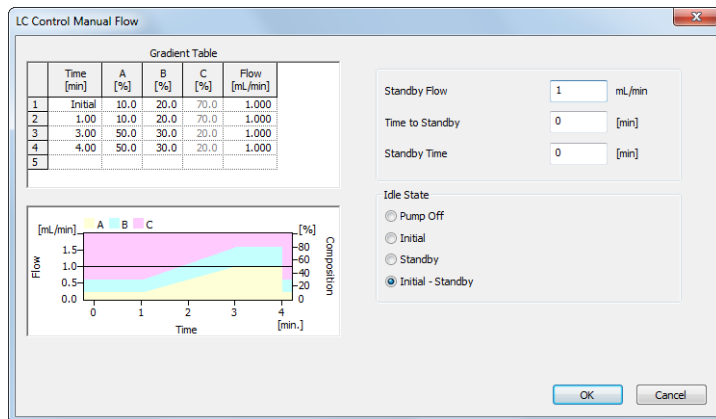 LC Control Manual Flow
Gradient Table
Time [min] A [%] B [%] C [%] Flow [mL/min]
1 Initial 10.0 20.0 70.0 1.000
2 1.00 10.0 20.0 70.0 1.000
3 3.00 50.0 30.0 20.0 1.000
4 4.00 50.0 30.0 20.0 1.000
5
[mL/min] A B C [%]
Flow
1.5
1.0
0.5
0.0
80
60
40
20
0
Composition
0 1 2 3 4
Time [min.]
Standby Flow 1 mL/min
Time to Standby 0 [min]
Standby Time 0 [min]
Idle State
Pump Off
Initial
Standby
Initial - Standby
OK Cancel